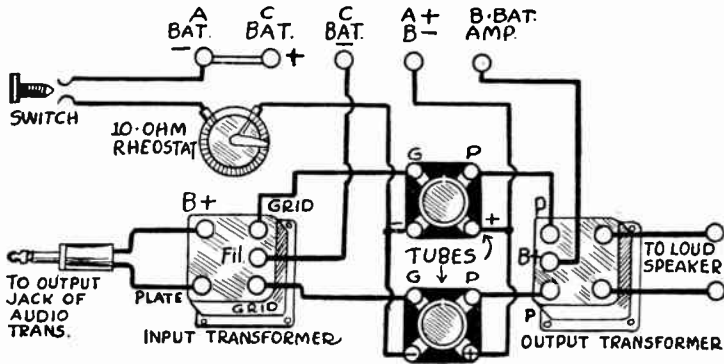 A BAT.
C BAT.
C BAT.
A+
B-
B·BAT. AMP.
-
+
-
SWITCH
10·OHM
RHEOSTAT
G
P
B+
GRID
P
-
+
Fil.
TUBES
B+
TO LOUD
SPEAKER
TO OUTPUT
JACK OF
AUDIO
TRANS.
PLATE
GRID
G
P
P
INPUT TRANSFORMER
-
+
OUTPUT TRANSFORMER